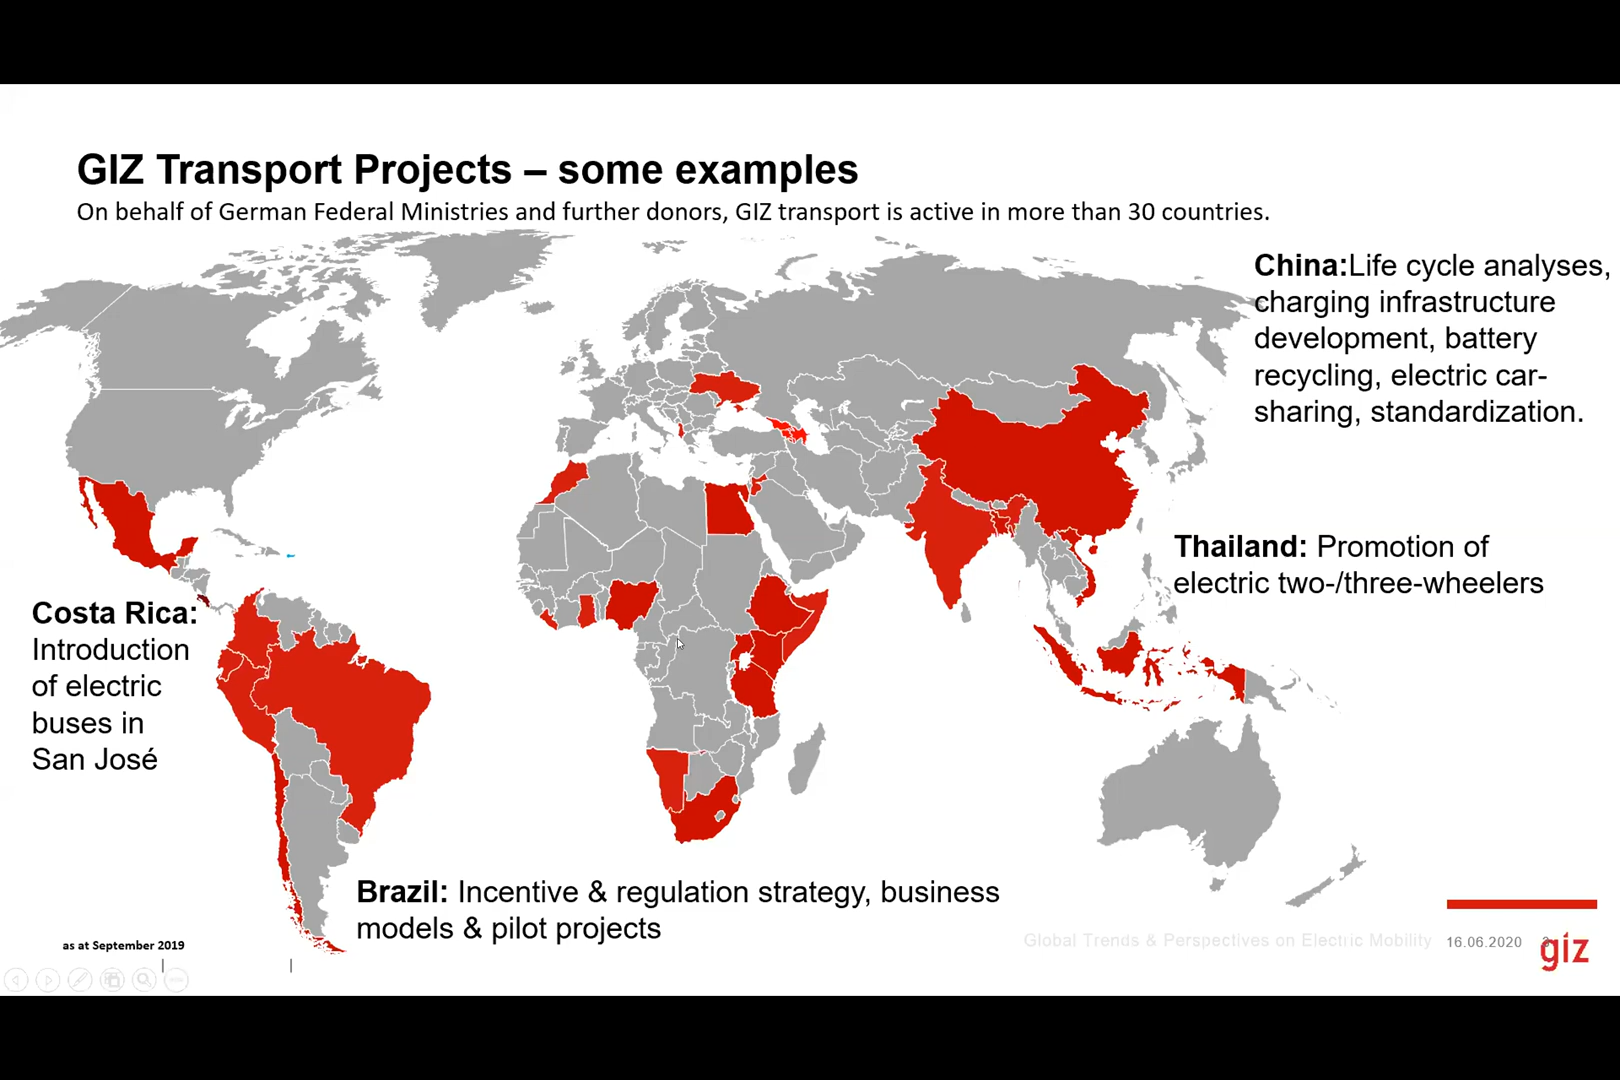 GIZ Transport Projects – some examples
On behalf of German Federal Ministries and further donors, GIZ transport is active in more than 30 countries.
China:Life cycle analyses,
charging infrastructure
development, battery
recycling, electric car-
sharing, standardization.
Thailand: Promotion of
electric two-/three-wheelers
Costa Rica:
Introduction
of electric
buses in
San José
Brazil: Incentive & regulation strategy, business
models & pilot projects
as at September 2019
Global Trends & Perspectives on Electric Mobility
16.06.2020
giz